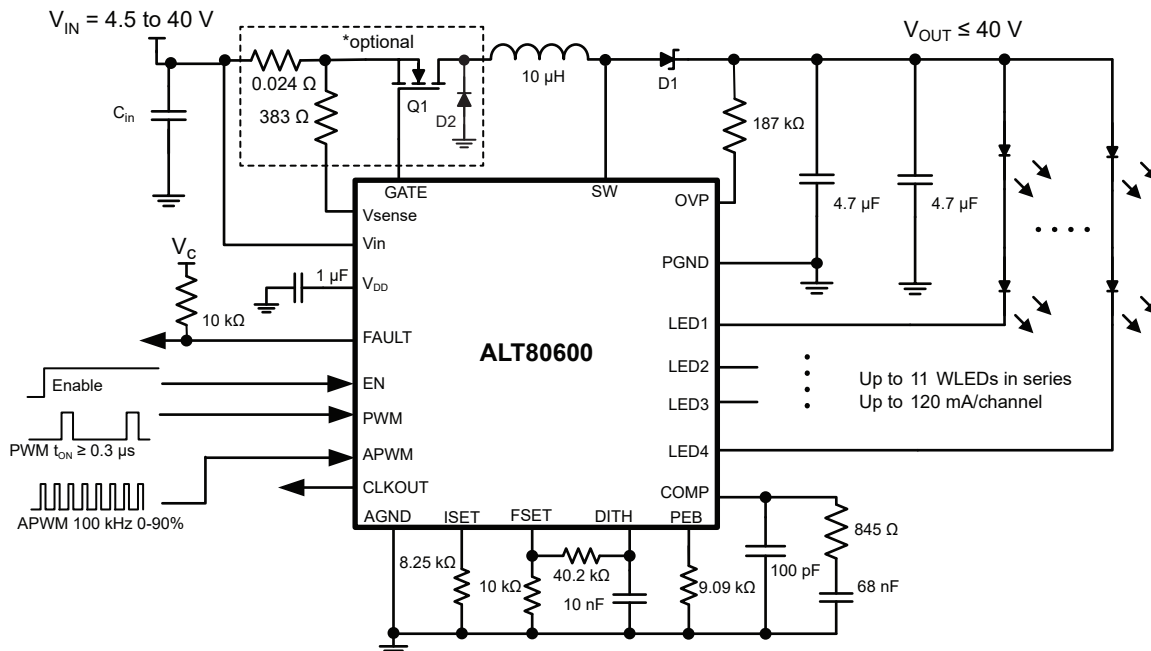 V_IN = 4.5 to 40 V
V_OUT ≤ 40 V
*optional
0.024 Ω
Q1
10 µH
D1
C_in
383 Ω
D2
187 kΩ
4.7 µF
4.7 µF
GATE
SW
OVP
Vsense
Vin
V_C
1 µF
V_DD
PGND
10 kΩ
FAULT
LED1
ALT80600
Enable
EN
LED2
Up to 11 WLEDs in series
PWM
LED3
Up to 120 mA/channel
PWM t_ON ≥ 0.3 µs
APWM
LED4
CLKOUT
COMP
APWM 100 kHz 0-90%
AGND
ISET
FSET
DITH
PEB
845 Ω
8.25 kΩ
40.2 kΩ
100 pF
10 kΩ
10 nF
9.09 kΩ
68 nF